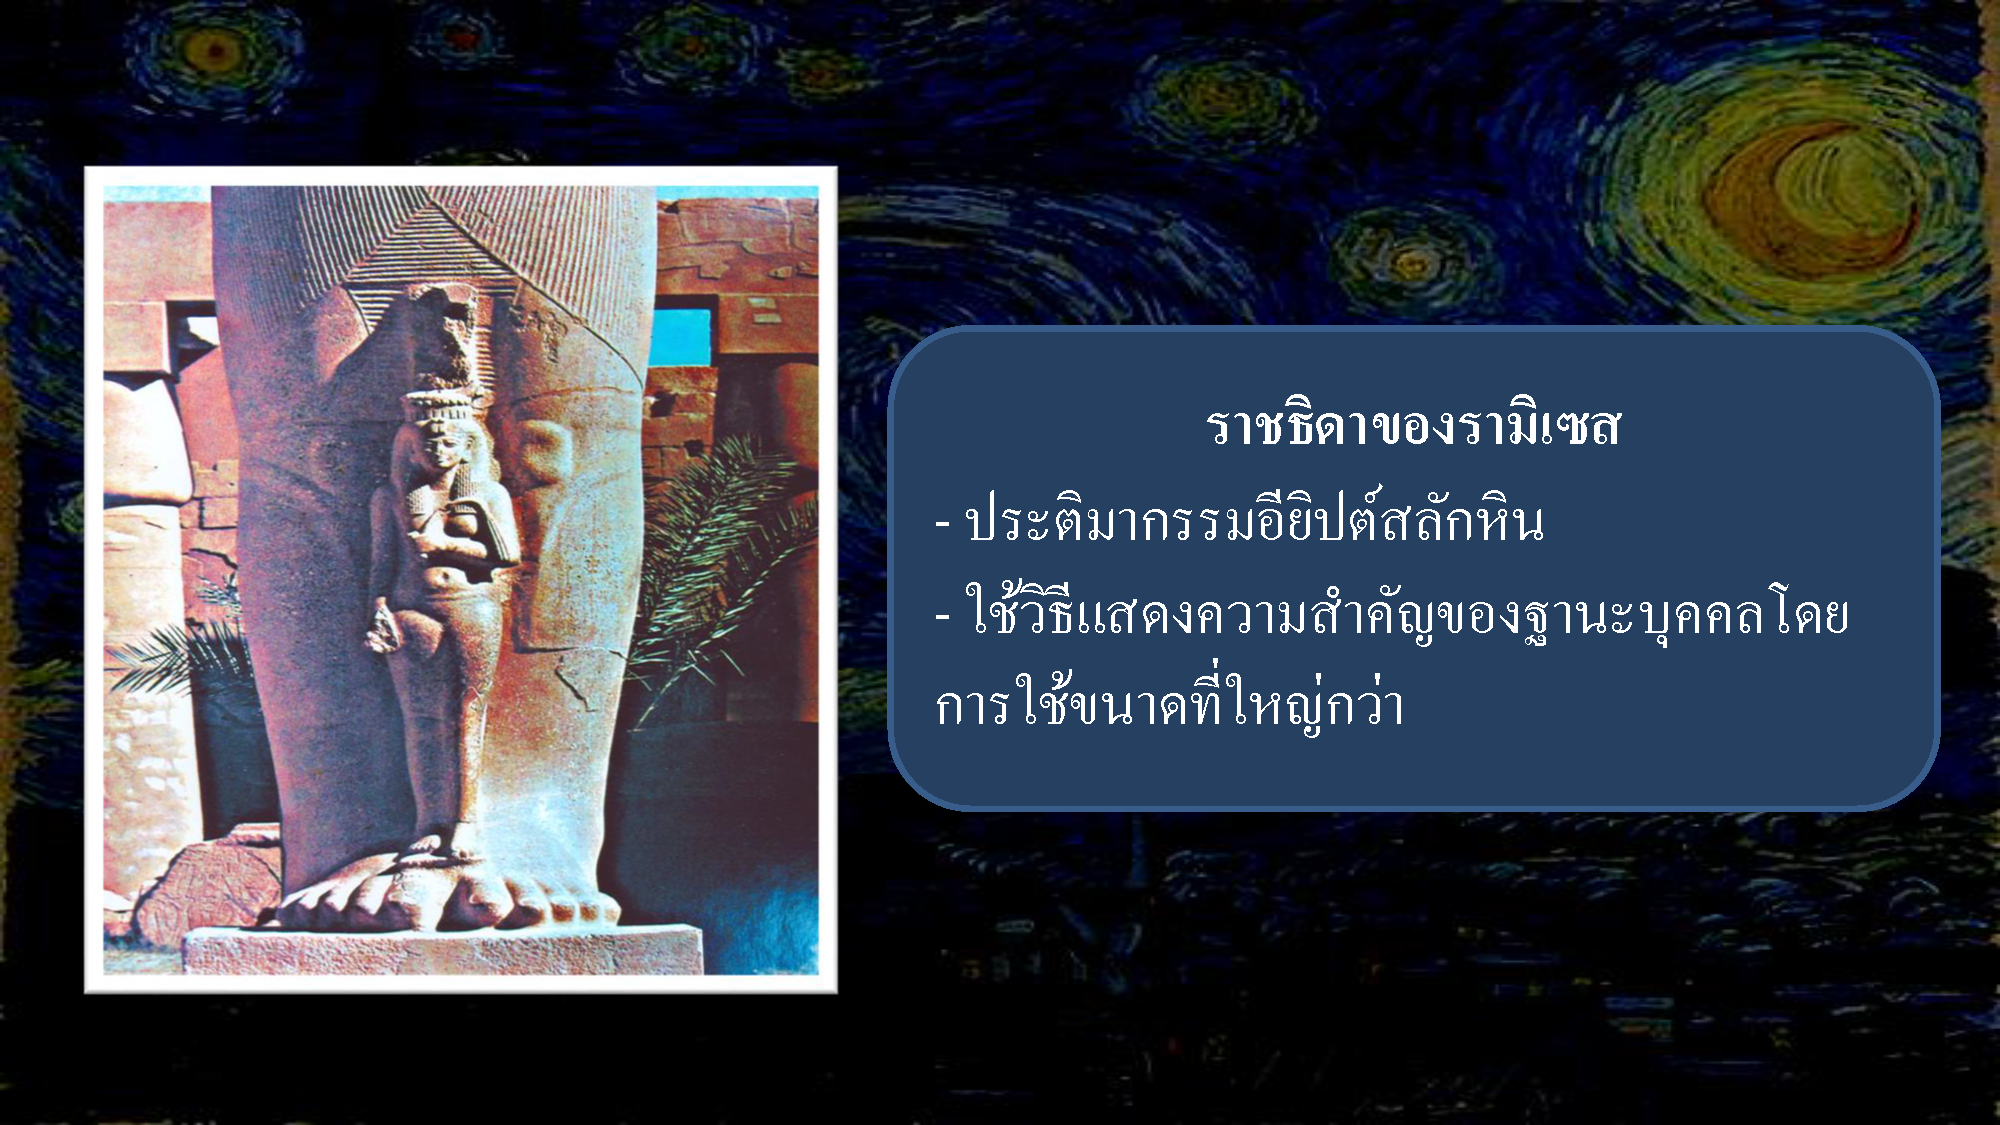 ราชธิดาของรามิเซส
- ประติมากรรมอียิปต์สลักหิน
- ใช้วิธีแสดงความสำคัญของฐานะบุคคลโดย
การใช้ขนาดที่ใหญ่กว่า